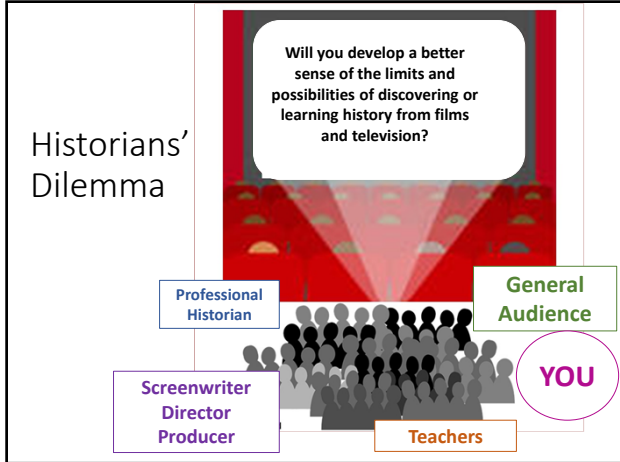 Will you develop a better
sense of the limits and
possibilities of discovering or
learning history from films
and television?
Historians’
Dilemma
Professional
Historian
General
Audience
YOU
Screenwriter
Director
Producer
Teachers